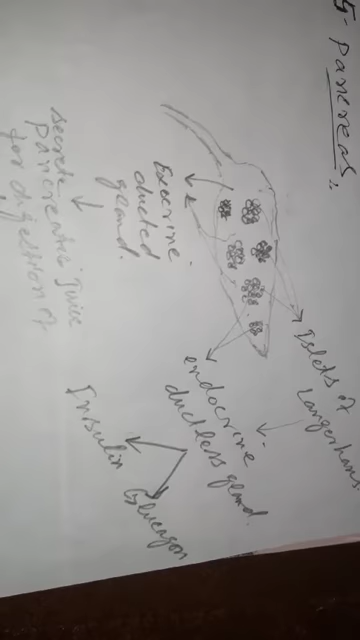 5- Pancreas:
Islets of
Langerhans
Exocrine
ducted
gland.
endocrine
ductless gland.
secrete
Pancreatic Juice
for digestion of
Insulin
Glucagon